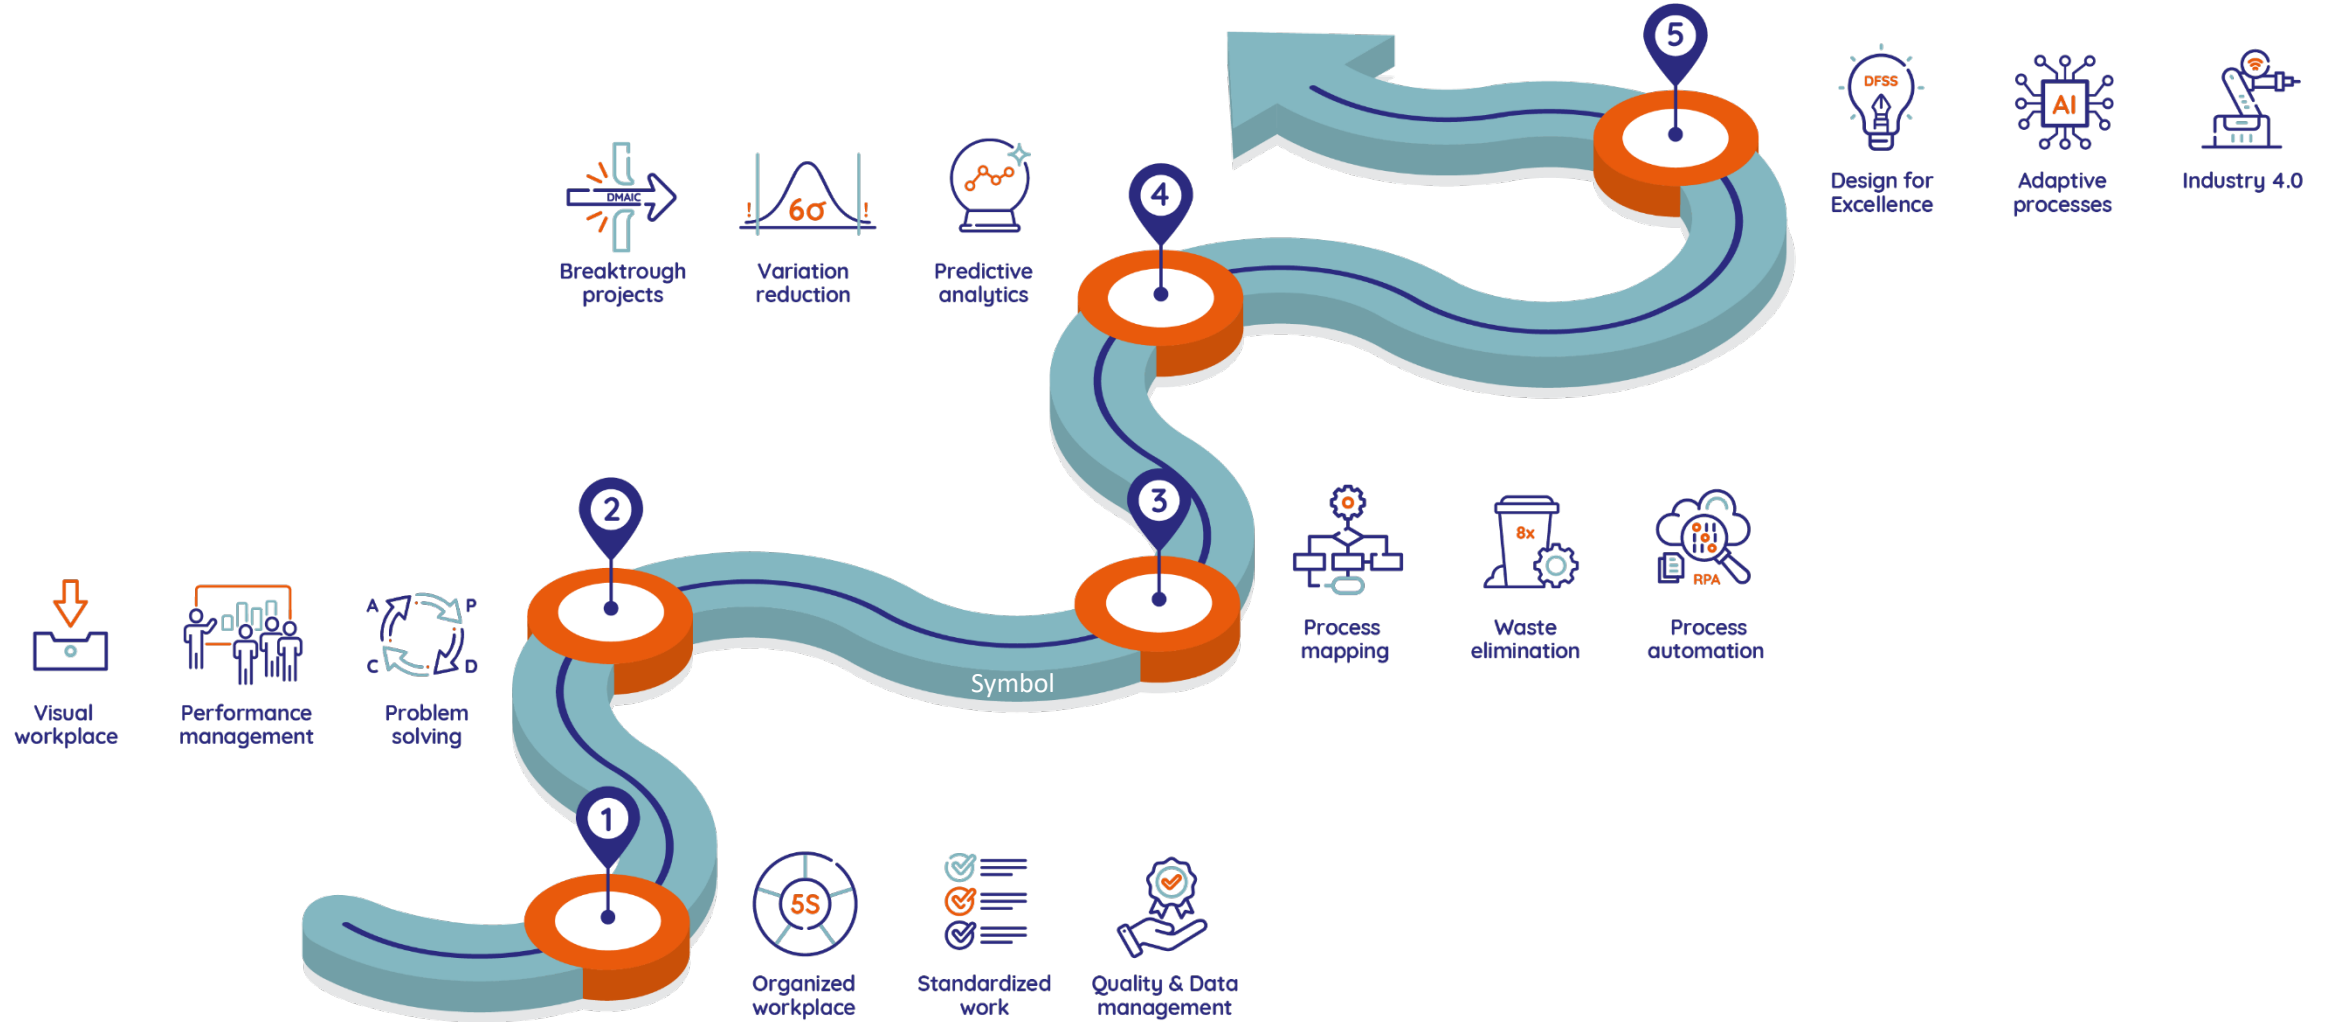 5
DFSS
AI
Design for
Excellence
Adaptive
processes
Industry 4.0
4
DMAIC
! 6σ !
Breaktrough
projects
Variation
reduction
Predictive
analytics
3
8x
RPA
Process
mapping
Waste
elimination
Process
automation
2
A P
C D
Visual
workplace
Performance
management
Problem
solving
Symbol
1
5S
Organized
workplace
Standardized
work
Quality & Data
management